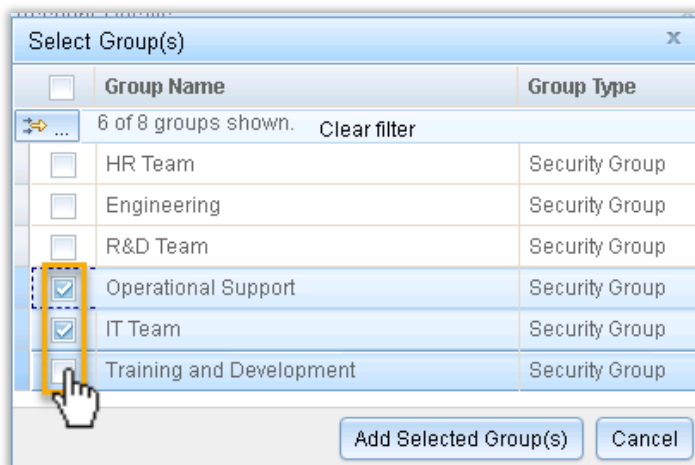 Select Group(s) x
Group Name Group Type
... 6 of 8 groups shown. Clear filter
HR Team Security Group
Engineering Security Group
R&D Team Security Group
Operational Support Security Group
IT Team Security Group
Training and Development Security Group
Add Selected Group(s) Cancel